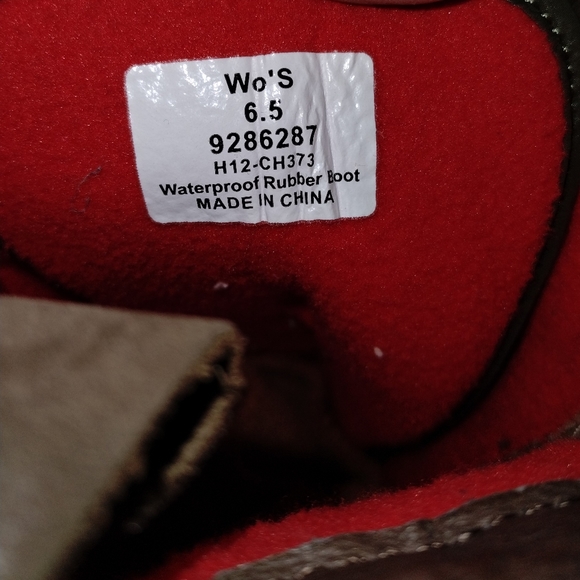 Wo'S
6.5
9286287
H12-CH373
Waterproof Rubber Boot
MADE IN CHINA